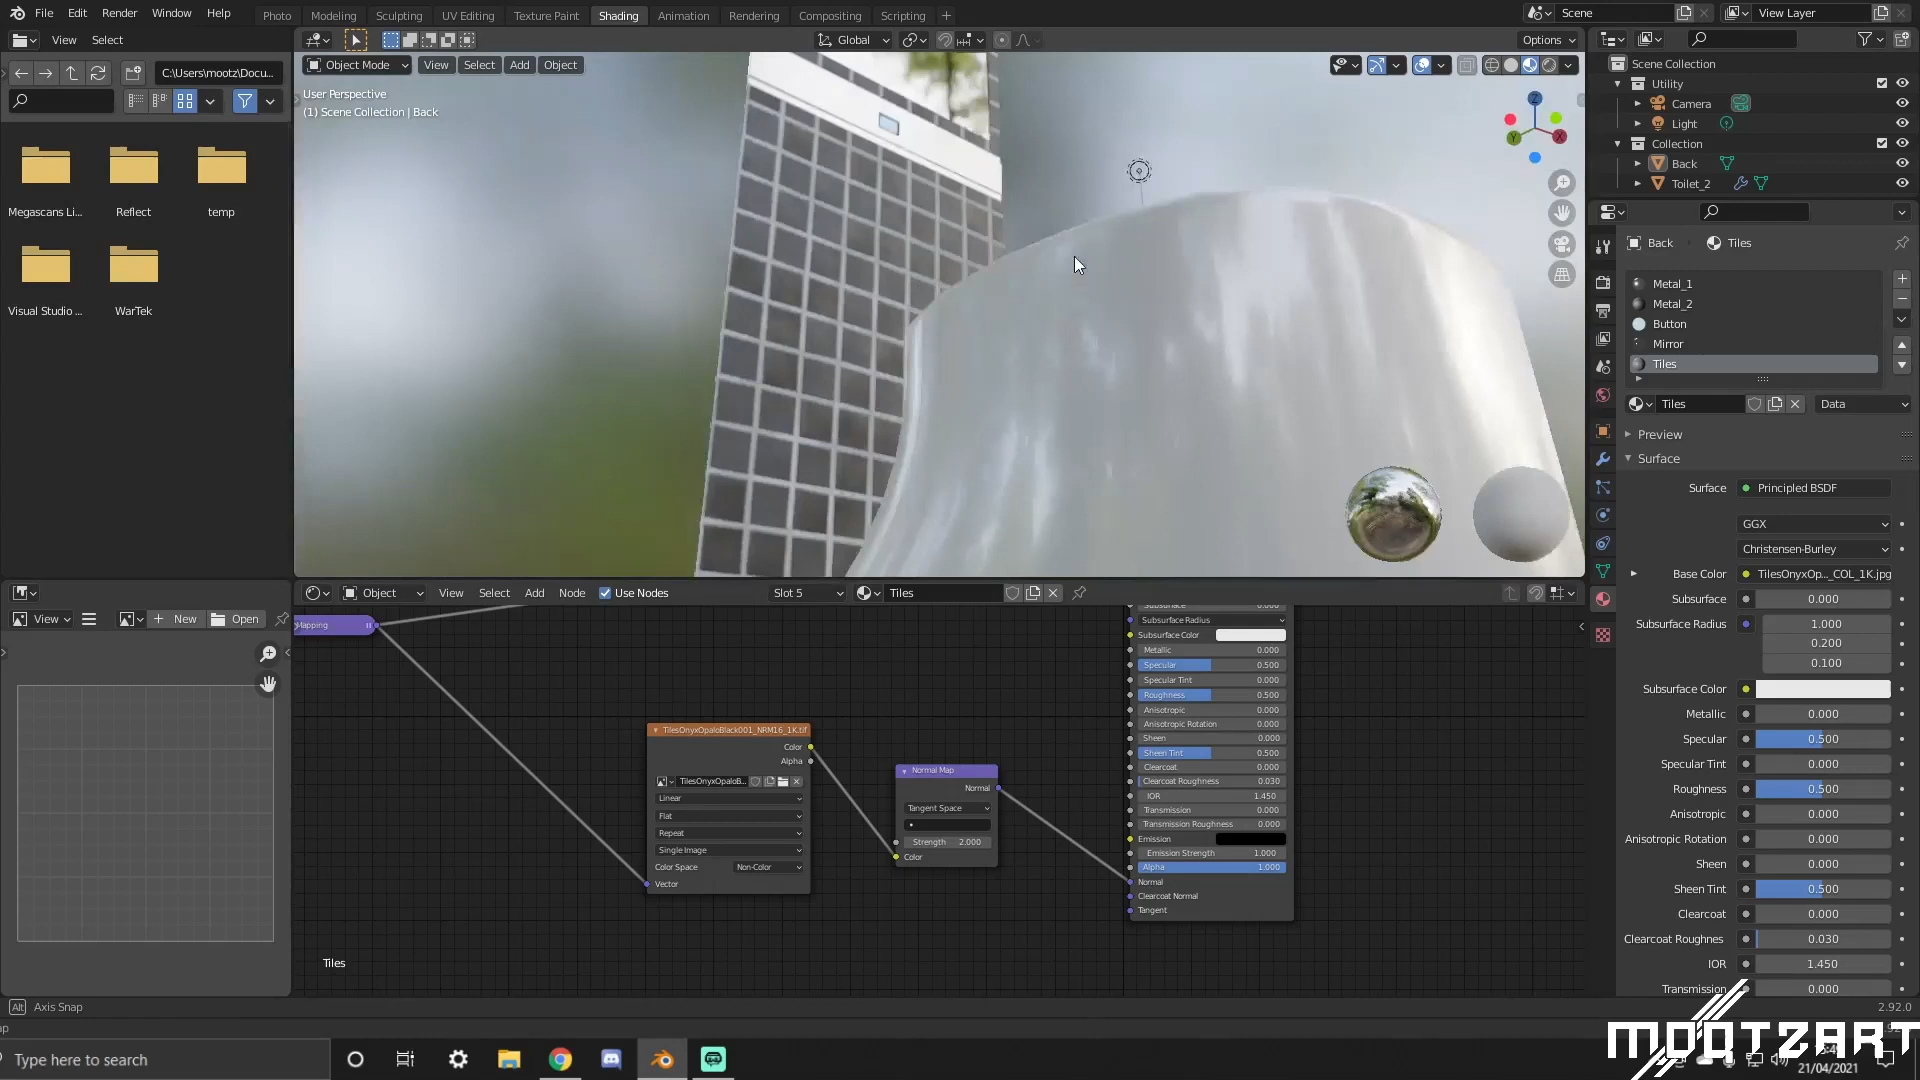 File Edit Render Window Help
Photo Modeling Sculpting UV Editing Texture Paint Shading Animation Rendering Compositing Scripting +
Scene
View Layer
View Select
Global
Options
C:\Users\mootz\Docu...
Object Mode View Select Add Object
User Perspective
(1) Scene Collection | Back
Megascans Li... Reflect temp
Visual Studio ... WarTek
Z
Y
X
Scene Collection
Utility
Camera
Light
Collection
Back
Toilet_2
Back Tiles
Metal_1
Metal_2
Button
Mirror
Tiles
Tiles Data
Preview
Surface
Surface Principled BSDF
GGX
Christensen-Burley
Base Color TilesOnyxOp..._COL_1K.jpg
Subsurface 0.000
Subsurface Radius 1.000
0.200
0.100
Subsurface Color
Metallic 0.000
Specular 0.500
Specular Tint 0.000
Roughness 0.500
Anisotropic 0.000
Anisotropic Rotation 0.000
Sheen 0.000
Sheen Tint 0.500
Clearcoat 0.000
Clearcoat Roughnes 0.030
IOR 1.450
Transmission 0.000
View New Open
Object View Select Add Node Use Nodes Slot 5 Tiles
Mapping
TilesOnyxOpaloBlack001_NRM16_1K.tif
Color
Alpha
TilesOnyxOpaloB...
Linear
Flat
Repeat
Single Image
Color Space Non-Color
Vector
Normal Map
Normal
Tangent Space
Strength 2.000
Color
Subsurface 0.000
Subsurface Radius
Subsurface Color
Metallic 0.000
Specular 0.500
Specular Tint 0.000
Roughness 0.500
Anisotropic 0.000
Anisotropic Rotation 0.000
Sheen 0.000
Sheen Tint 0.500
Clearcoat 0.000
Clearcoat Roughness 0.030
IOR 1.450
Transmission 0.000
Transmission Roughness 0.000
Emission
Emission Strength 1.000
Alpha 1.000
Normal
Clearcoat Normal
Tangent
Tiles
Alt Axis Snap
2.92.0
Type here to search
MOOTZART
21/04/2021